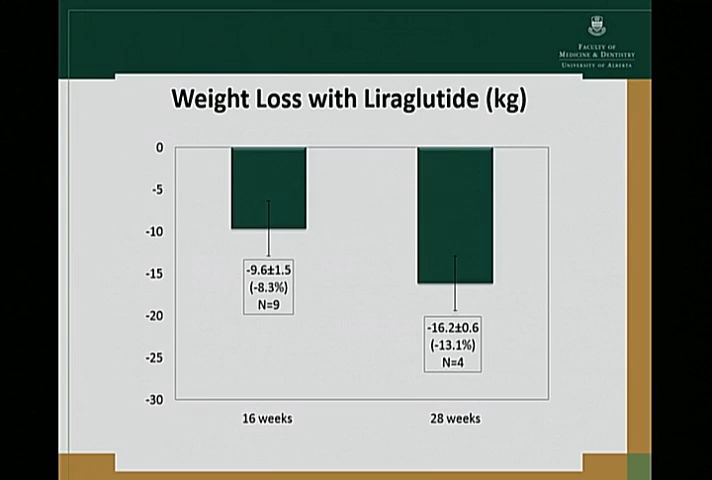 FACULTY OF
MEDICINE & DENTISTRY
UNIVERSITY OF ALBERTA
Weight Loss with Liraglutide (kg)
0
-5
-10
-15
-20
-25
-30
-9.6±1.5
(-8.3%)
N=9
-16.2±0.6
(-13.1%)
N=4
16 weeks
28 weeks